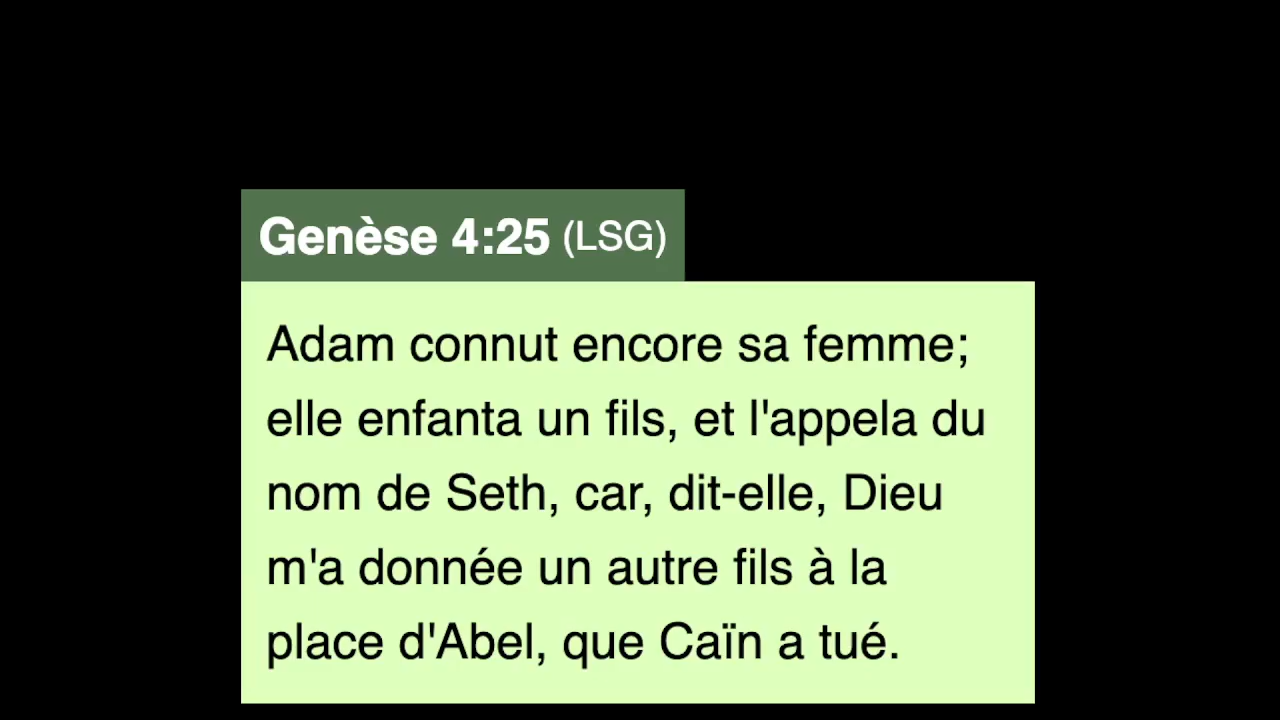 Genèse 4:25 (LSG)
Adam connut encore sa femme;
elle enfanta un fils, et l'appela du
nom de Seth, car, dit-elle, Dieu
m'a donnée un autre fils à la
place d'Abel, que Caïn a tué.